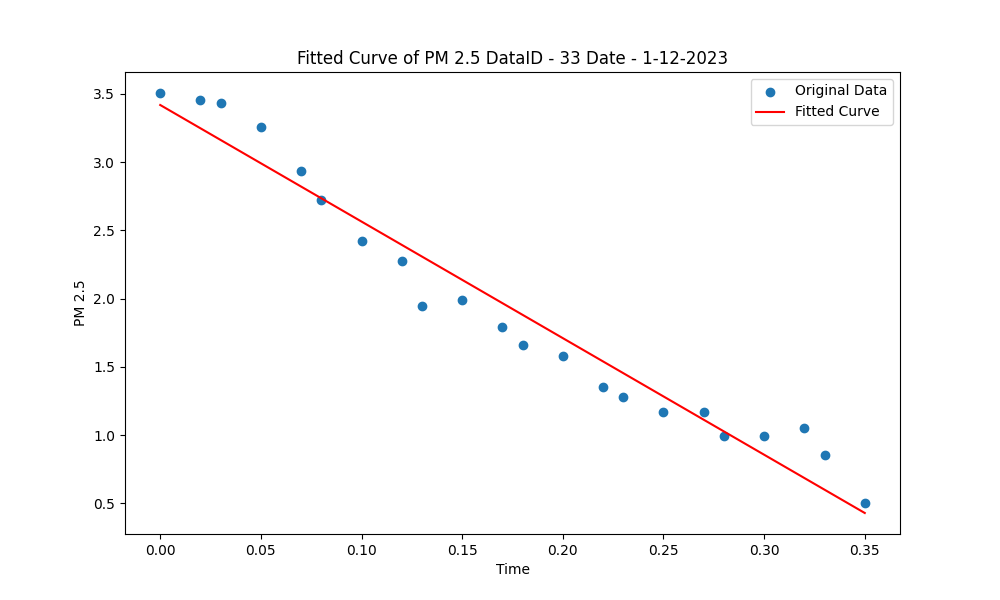 Fitted Curve of PM 2.5 DataID - 33 Date - 1-12-2023
Original Data
Fitted Curve
3.5
3.0
2.5
2.0
1.5
1.0
0.5
PM 2.5
0.00 0.05 0.10 0.15 0.20 0.25 0.30 0.35
Time